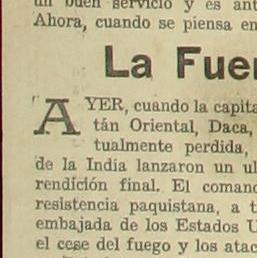 un buen servicio y es ant
Ahora, cuando se piensa en
La Fuer
AYER, cuando la capita
tán Oriental, Daca,
tualmente perdida,
de la India lanzaron un ul
rendición final. El coman
resistencia paquistana, a t
embajada de los Estados U
el cese del fuego y los atac